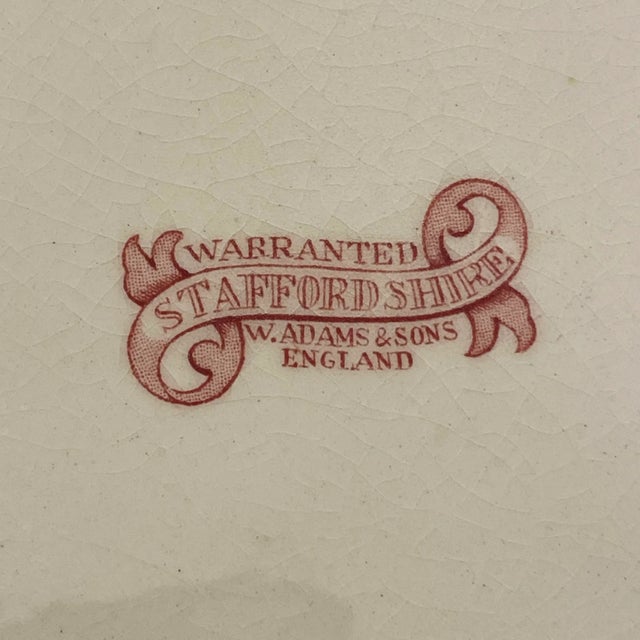 WARRANTED
STAFFORDSHIRE
W. ADAMS & SONS
ENGLAND